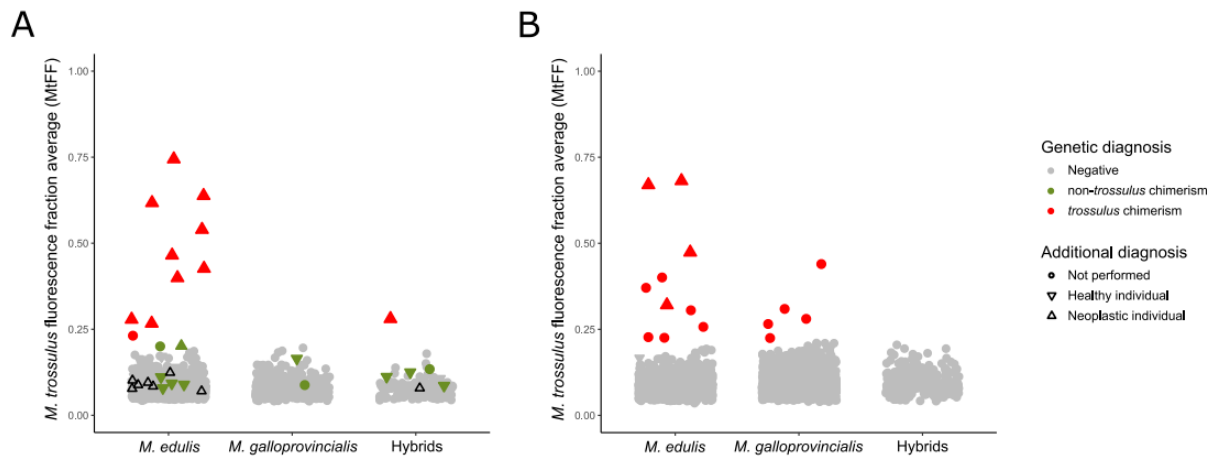 A
M. trossulus fluorescence fraction average (MtFF)
1.00
0.75
0.50
0.25
0.00
M. edulis
M. galloprovincialis
Hybrids
B
M. trossulus fluorescence fraction average (MtFF)
1.00
0.75
0.50
0.25
0.00
M. edulis
M. galloprovincialis
Hybrids
Genetic diagnosis
Negative
non-trossulus chimerism
trossulus chimerism
Additional diagnosis
Not performed
Healthy individual
Neoplastic individual